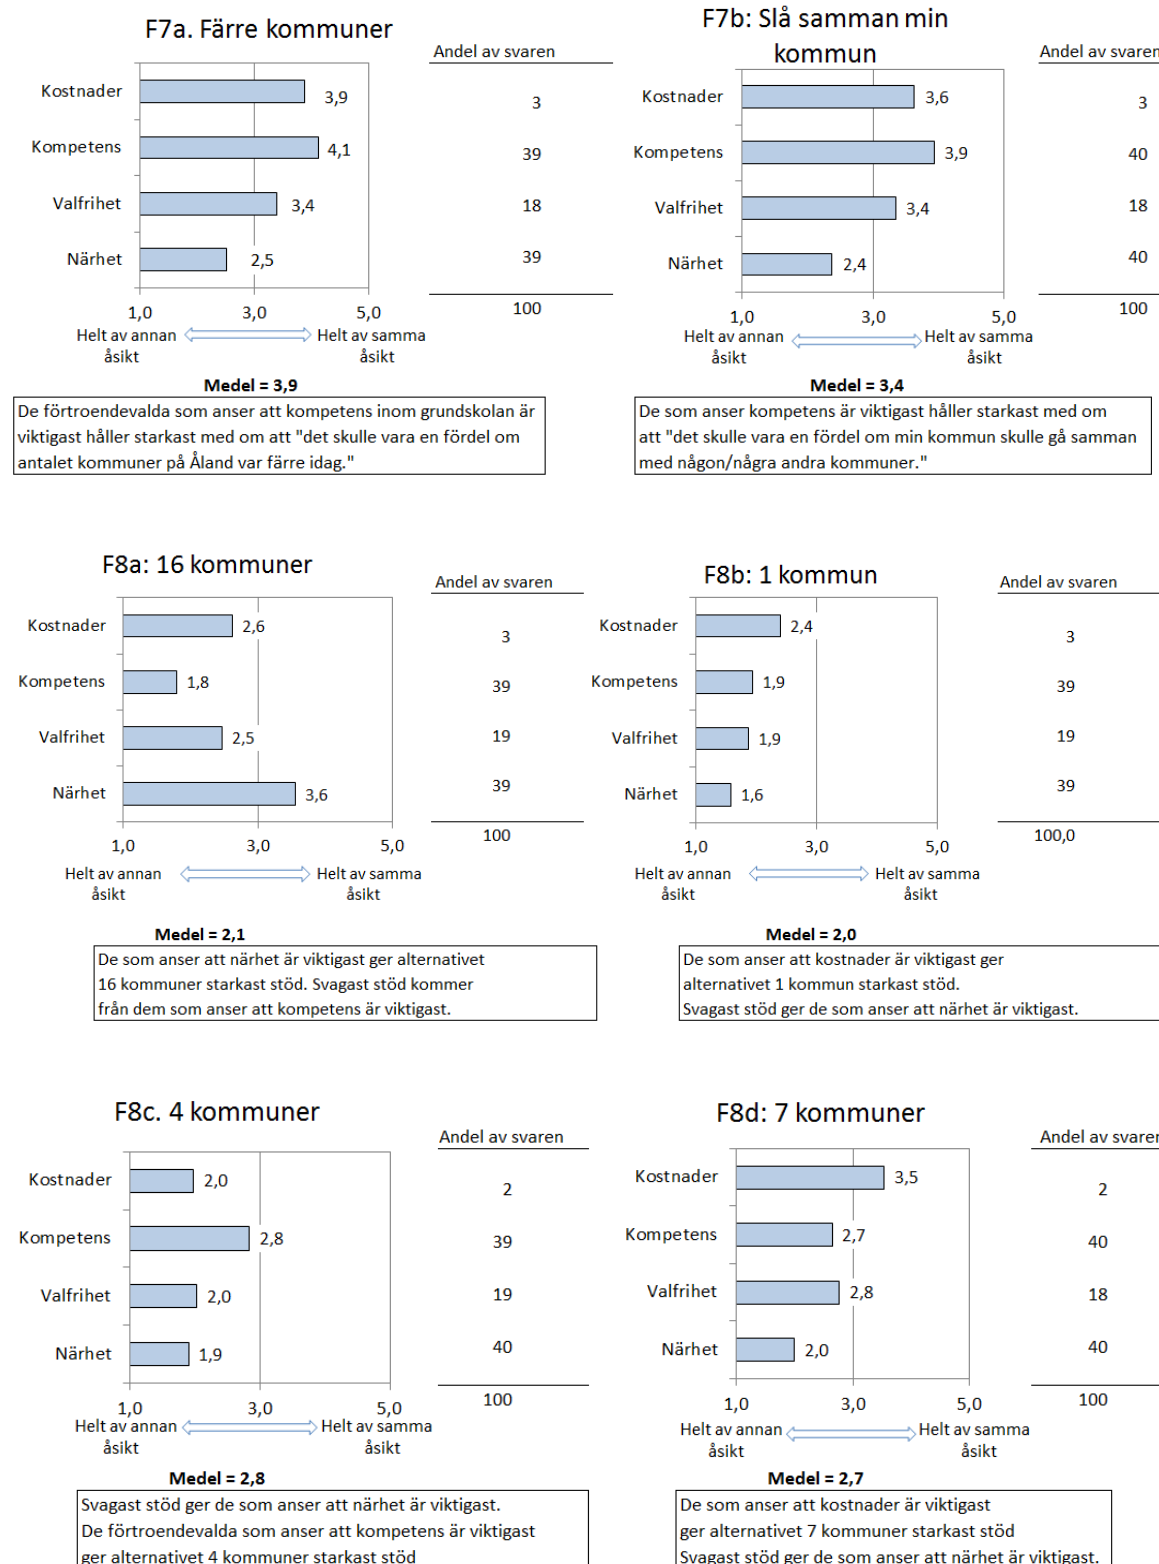 F7a. Färre kommuner
Andel av svaren
Kostnader
3,9
3
Kompetens
4,1
39
Valfrihet
3,4
18
Närhet
2,5
39
100
1,0
3,0
5,0
Helt av annan
åsikt
Helt av samma
åsikt
Medel = 3,9
De förtroendevalda som anser att kompetens inom grundskolan är
viktigast håller starkast med om att "det skulle vara en fördel om
antalet kommuner på Åland var färre idag."
F7b: Slå samman min
kommun
Andel av svaren
Kostnader
3,6
3
Kompetens
3,9
40
Valfrihet
3,4
18
Närhet
2,4
40
100
1,0
3,0
5,0
Helt av annan
åsikt
Helt av samma
åsikt
Medel = 3,4
De som anser kompetens är viktigast håller starkast med om
att "det skulle vara en fördel om min kommun skulle gå samman
med någon/några andra kommuner."
F8a: 16 kommuner
Andel av svaren
Kostnader
2,6
3
Kompetens
1,8
39
Valfrihet
2,5
19
Närhet
3,6
39
100
1,0
3,0
5,0
Helt av annan
åsikt
Helt av samma
åsikt
Medel = 2,1
De som anser att närhet är viktigast ger alternativet
16 kommuner starkast stöd. Svagast stöd kommer
från dem som anser att kompetens är viktigast.
F8b: 1 kommun
Andel av svaren
Kostnader
2,4
3
Kompetens
1,9
39
Valfrihet
1,9
19
Närhet
1,6
39
100,0
1,0
3,0
5,0
Helt av annan
åsikt
Helt av samma
åsikt
Medel = 2,0
De som anser att kostnader är viktigast ger
alternativet 1 kommun starkast stöd.
Svagast stöd ger de som anser att närhet är viktigast.
F8c. 4 kommuner
Andel av svaren
Kostnader
2,0
2
Kompetens
2,8
39
Valfrihet
2,0
19
Närhet
1,9
40
100
1,0
3,0
5,0
Helt av annan
åsikt
Helt av samma
åsikt
Medel = 2,8
Svagast stöd ger de som anser att närhet är viktigast.
De förtroendevalda som anser att kompetens är viktigast
ger alternativet 4 kommuner starkast stöd
F8d: 7 kommuner
Andel av svaren
Kostnader
3,5
2
Kompetens
2,7
40
Valfrihet
2,8
18
Närhet
2,0
40
100
1,0
3,0
5,0
Helt av annan
åsikt
Helt av samma
åsikt
Medel = 2,7
De som anser att kostnader är viktigast
ger alternativet 7 kommuner starkast stöd
Svagast stöd ger de som anser att närhet är viktigast.